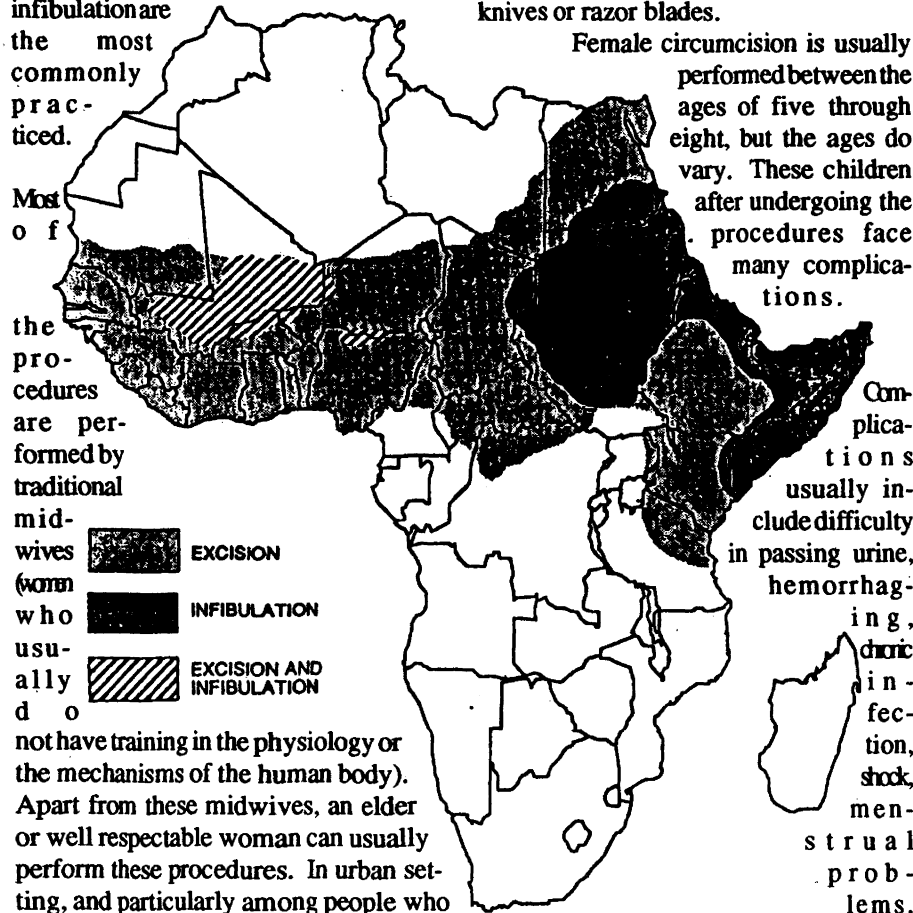 infibulation are
the most
commonly
prac-
ticed.
Most
of
the
pro-
cedures
are per-
formed by
traditional
mid-
wives
(women
who
usu-
ally
do
not have training in the physiology or
the mechanisms of the human body).
Apart from these midwives, an elder
or well respectable woman can usually
perform these procedures. In urban set-
ting, and particularly among people who
EXCISION
INFIBULATION
EXCISION AND
INFIBULATION
knives or razor blades.
Female circumcision is usually
performed between the
ages of five through
eight, but the ages do
vary. These children
after undergoing the
. procedures face
many complica-
tions.
Com-
plica-
tions
usually in-
clude difficulty
in passing urine,
hemorrhag-
ing,
chronic
in-
fec-
tion,
shock,
men-
strual
prob-
lems.